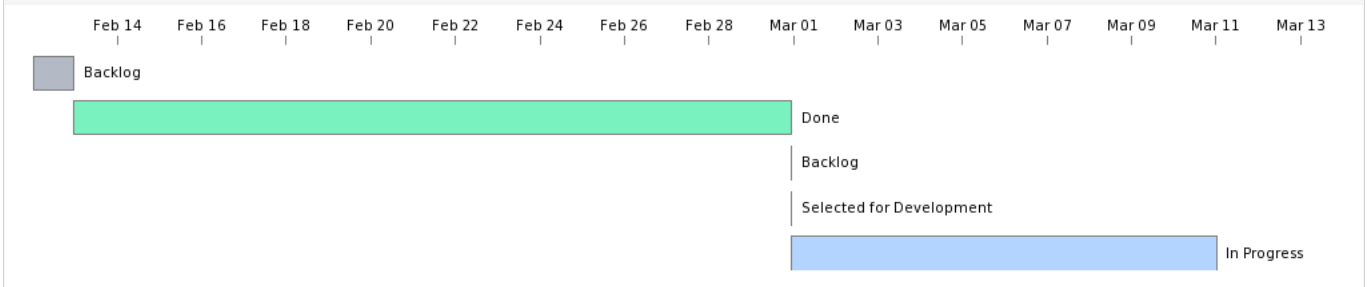 Feb 14 Feb 16 Feb 18 Feb 20 Feb 22 Feb 24 Feb 26 Feb 28 Mar 01 Mar 03 Mar 05 Mar 07 Mar 09 Mar 11 Mar 13
Backlog
Done
Backlog
Selected for Development
In Progress